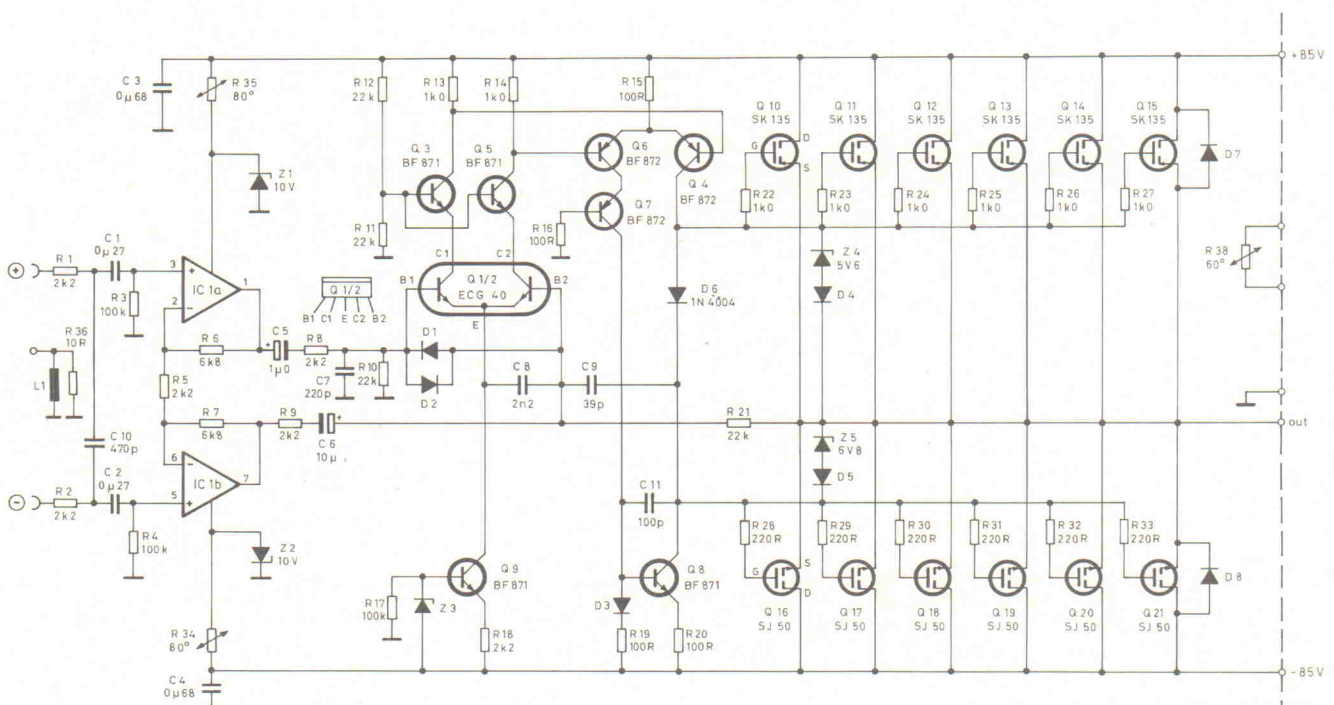 +85V
C 3
0µ68
R 35
80°
R 12
22 k
R 13
1k0
R 14
1k0
R 15
100R
Q 10
SK 135
Q 11
SK 135
Q 12
SK 135
Q 13
SK 135
Q 14
SK 135
Q 15
SK 135
D
G
S
D7
Z 1
10 V
Q 3
BF 871
Q 5
BF 871
Q 6
BF 872
Q 4
BF 872
Q 7
BF 872
R 22
1k0
R 23
1k0
R 24
1k0
R 25
1k0
R 26
1k0
R 27
1k0
R 11
22 k
R 16
100R
C 1
0µ27
R 1
2k2
+
R 3
100k
3
+
2
−
1
IC 1a
Q 1/2
B1 C1 E C2 B2
C1
C2
B1
Q 1/2
ECG 40
B2
E
D 6
1N 4004
Z 4
5V6
D 4
R 38
60°
R 36
10R
L1
R 6
6k8
C 5
+
1µ0
R 8
2k2
D 1
D 2
C7
220p
R 10
22k
C 8
2n2
C 9
39p
R 5
2k2
R 7
6k8
R 9
2k2
C 6
+
10µ
R 21
22 k
out
Z 5
6V8
D 5
C 10
470p
6
−
5
+
7
IC 1b
R 2
2k2
−
C 2
0µ27
R 4
100k
Z 2
10V
C 11
100p
R 28
220R
R 29
220R
R 30
220R
R 31
220R
R 32
220R
R 33
220R
S
G
D
D 8
Q 9
BF 871
R 17
100k
Z 3
R 18
2k2
D 3
R 19
100R
Q 8
BF 871
R 20
100R
Q 16
SJ 50
Q 17
SJ 50
Q 18
SJ 50
Q 19
SJ 50
Q 20
SJ 50
Q 21
SJ 50
R 34
80°
C 4
0µ68
-85V